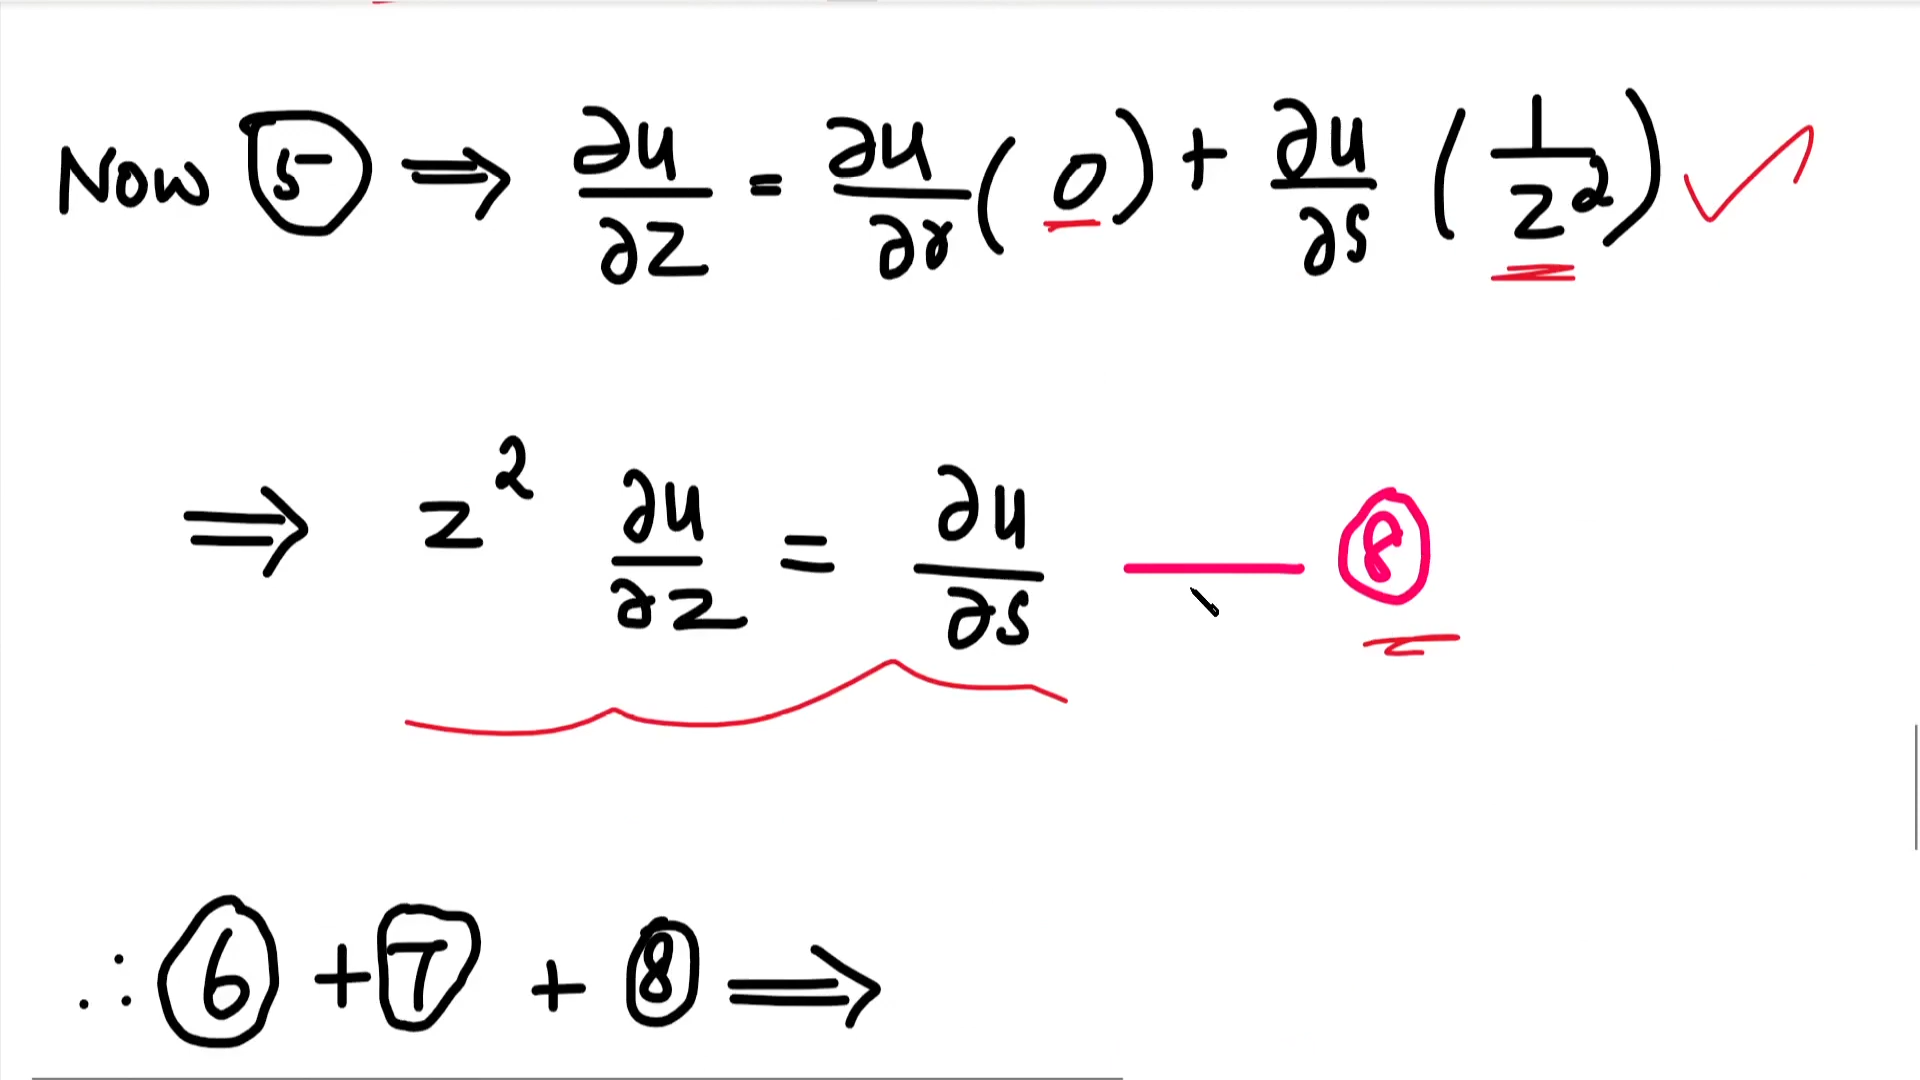 Now ⑤ ⟹ ∂u/∂z = ∂u/∂r (0) + ∂u/∂s (1/z²) ✓
⟹ z² ∂u/∂z = ∂u/∂s — ⑧
∴ ⑥ + ⑦ + ⑧ ⟹